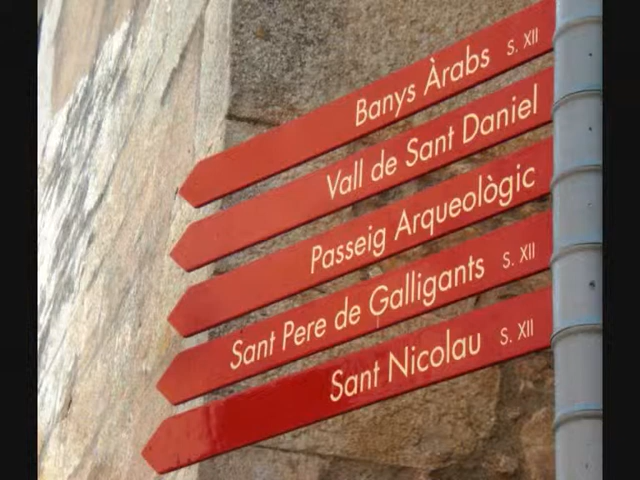 Banys Àrabs S. XII
Vall de Sant Daniel
Passeig Arqueològic
Sant Pere de Galligants S. XII
Sant Nicolau S. XII